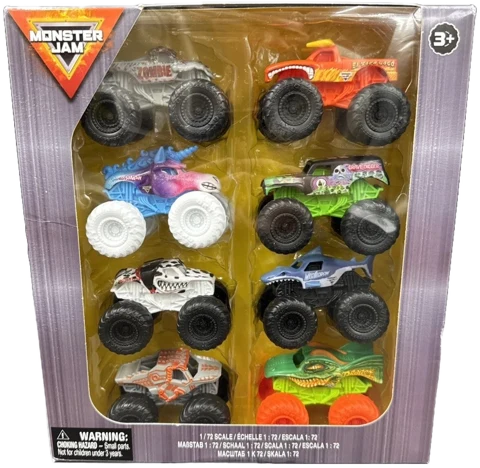 MONSTER
JAM
3+
ZOMBIE
WARNING:
CHOKING HAZARD – Small parts.
Not for children under 3 years.
1 / 72 SCALE / ÉCHELLE 1 : 72 / ESCALA 1 : 72
MAßSTAB 1 : 72 / SCHAAL 1 : 72 / SCALA 1 : 72 / ESCALA 1 : 72
МАСШТАБ 1 К 72 / SKALA 1: 72